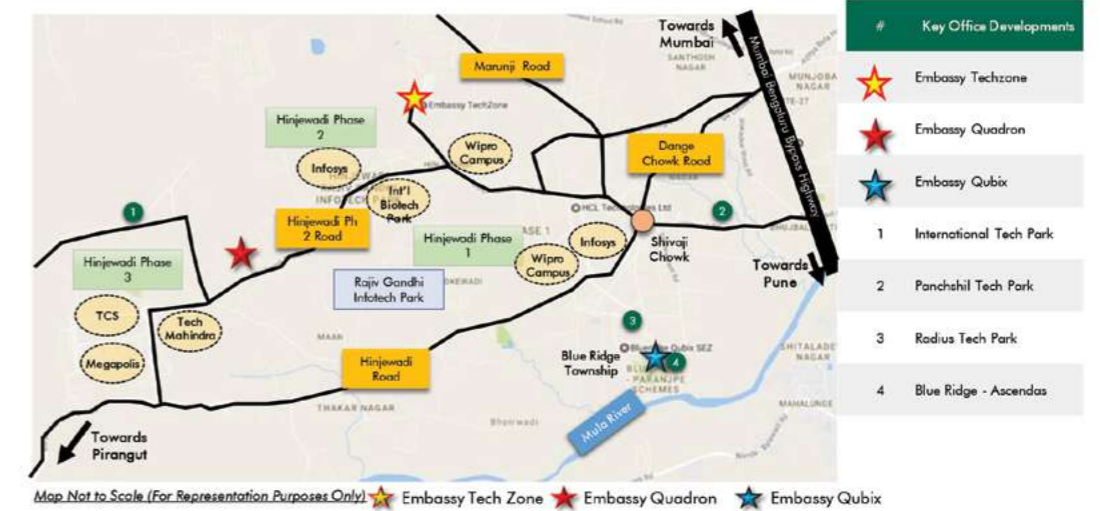 Towards
Mumbai
Mumbai Bengaluru Bypass Highway
SANTHOSH
NAGAR
MUNJOBA
NAGAR
Marunji Road
Embassy TechZone
Hinjewadi Phase
2
Wipro
Campus
Dange
Chowk Road
Infosys
Int'l
Biotech
Park
HCL Technologies Ltd
1
2
Hinjewadi Ph
2 Road
Hinjewadi Phase
1
Infosys
Shivaji
Chowk
Wipro
Campus
Hinjewadi Phase
3
Rajiv Gandhi
Infotech Park
Towards
Pune
TCS
Tech
Mahindra
MAAN
3
Megapolis
Hinjewadi
Road
Blue Ridge
Township
4
- PARANJPE
SCHEMES
SHITALADE
NAGAR
THAKAR NAGAR
Bhoirwadi
Mula River
MAHALUNGE
Towards
Pirangut
# Key Office Developments
Embassy Techzone
Embassy Quadron
Embassy Qubix
1 International Tech Park
2 Panchshil Tech Park
3 Radius Tech Park
4 Blue Ridge - Ascendas
Map Not to Scale (For Representation Purposes Only) Embassy Tech Zone Embassy Quadron Embassy Qubix